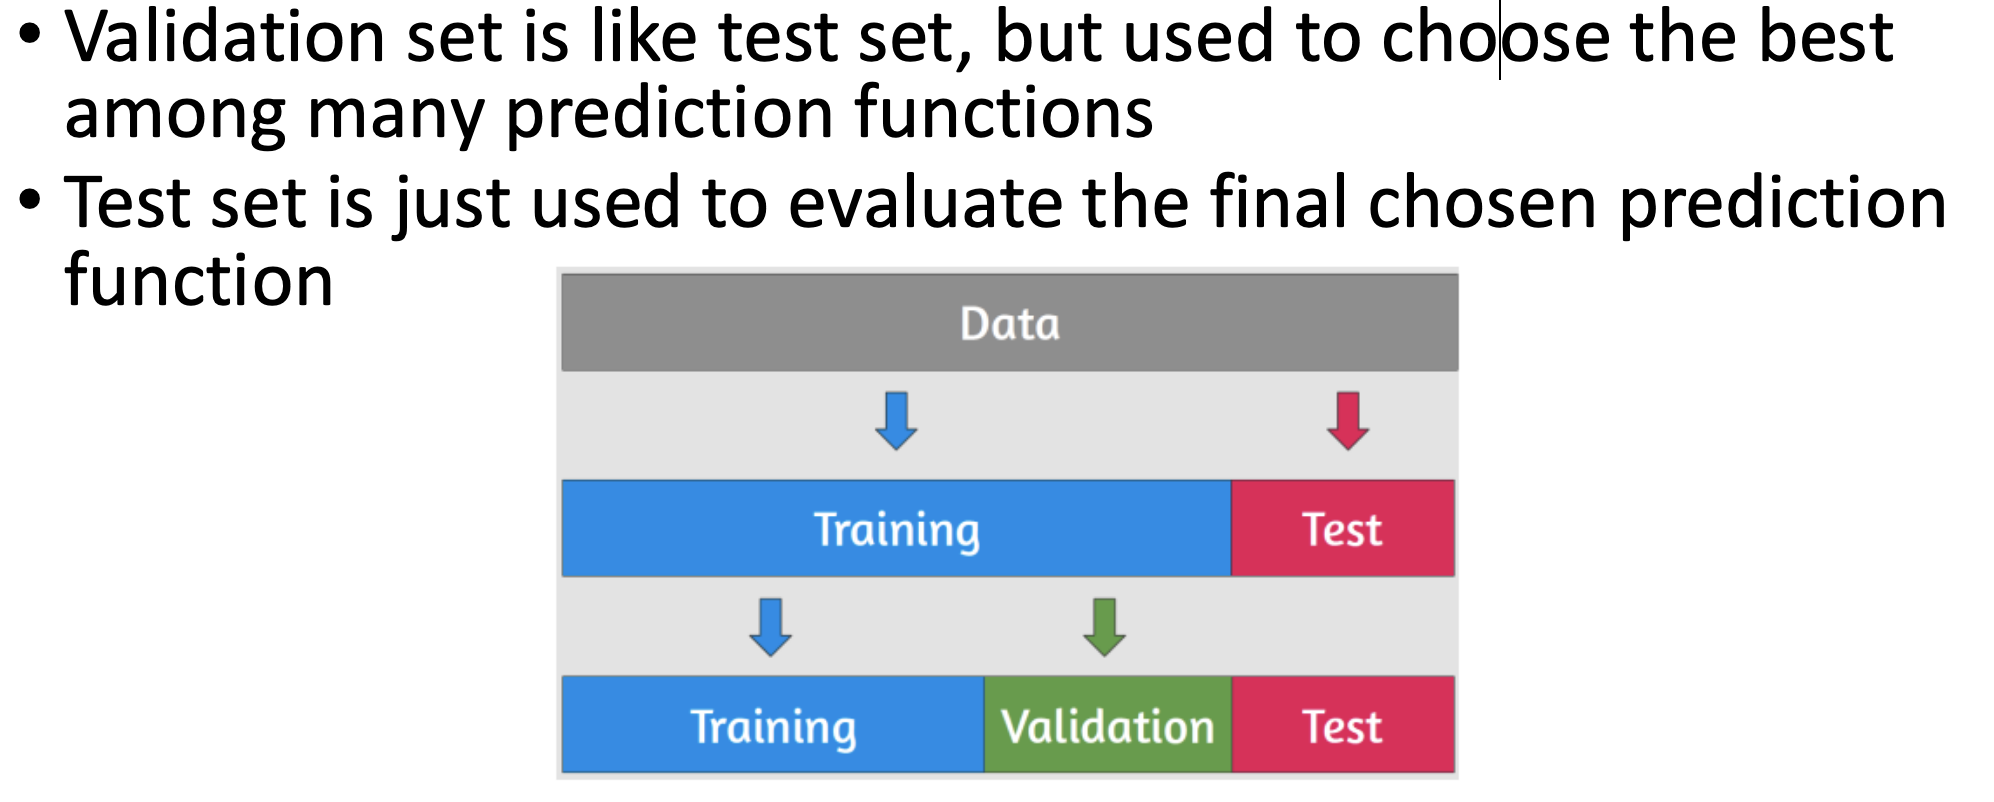 • Validation set is like test set, but used to choose the best
among many prediction functions
• Test set is just used to evaluate the final chosen prediction
function
Data
Training Test
Training Validation Test